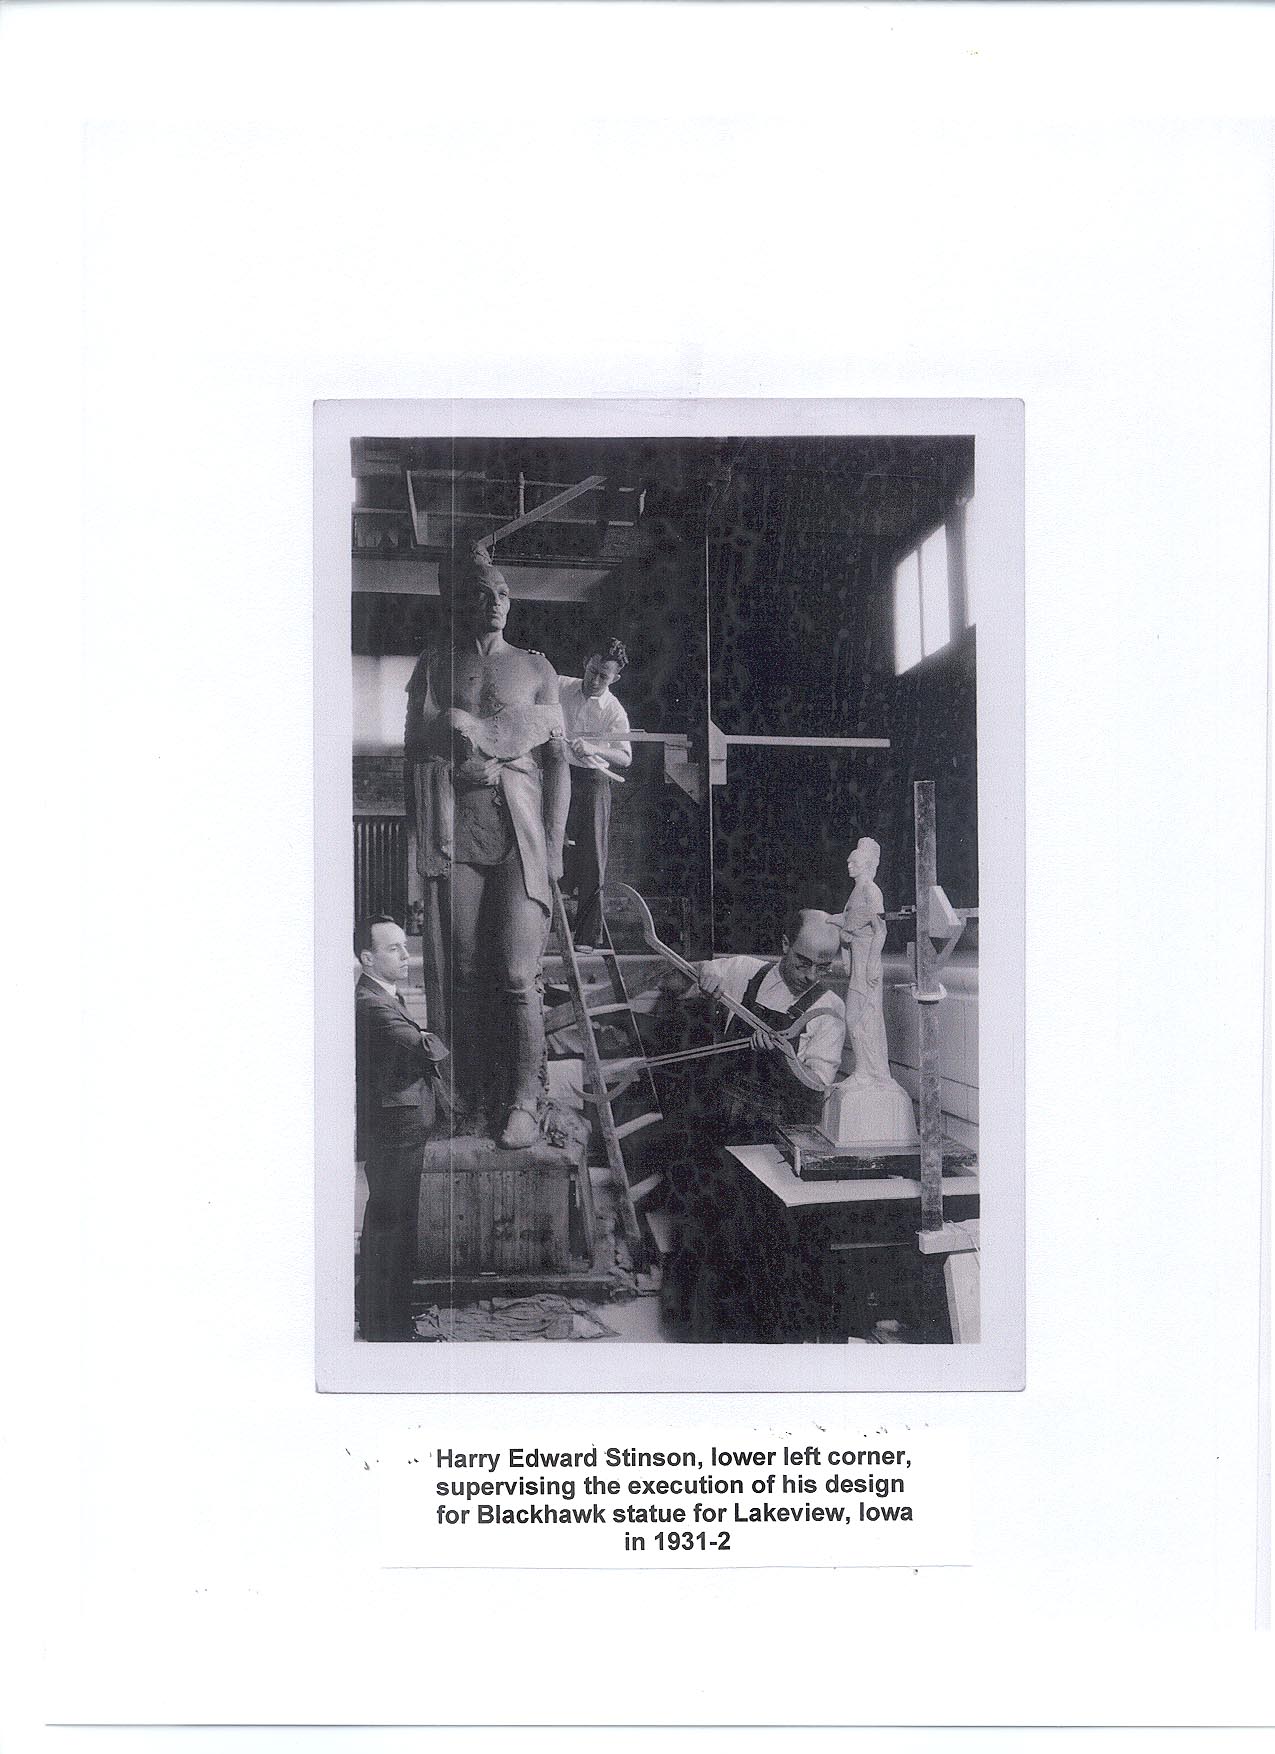 Harry Edward Stinson, lower left corner,
supervising the execution of his design
for Blackhawk statue for Lakeview, Iowa
in 1931-2